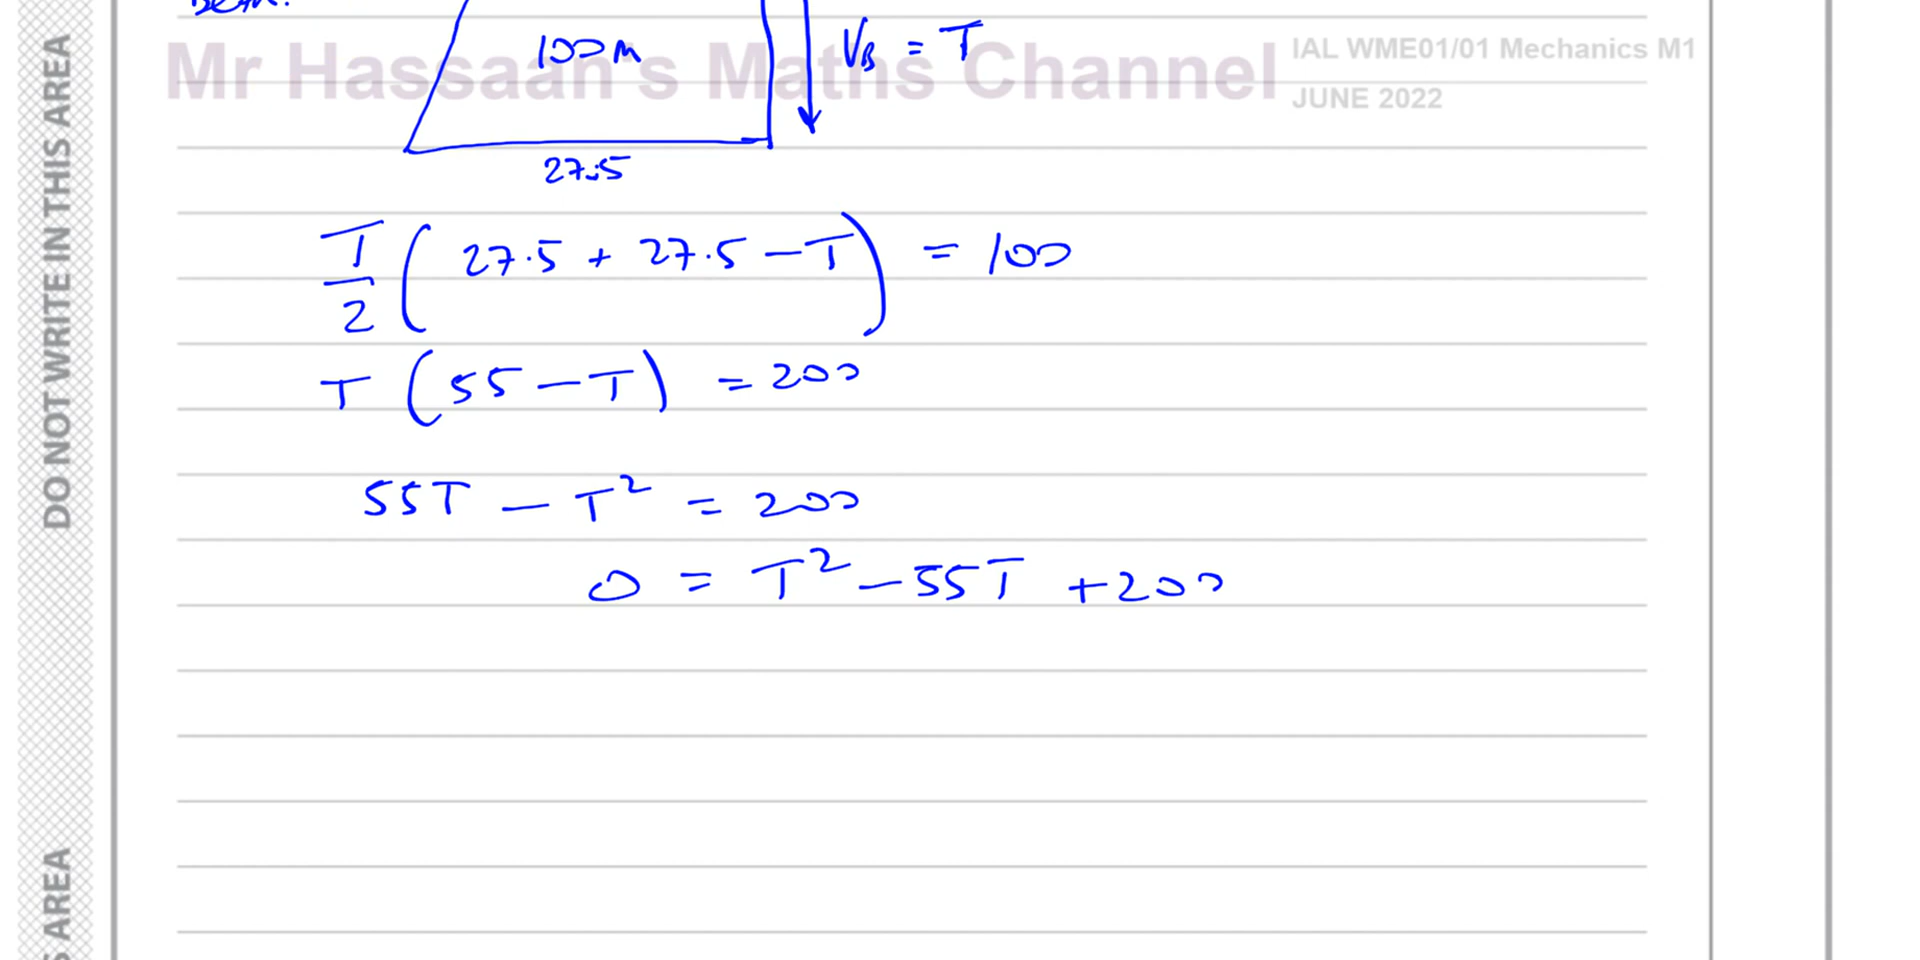 Beth:
100m
V_B = T
Mr Hassaan's Maths Channel
IAL WME01/01 Mechanics M1
JUNE 2022
27.5
T/2 ( 27.5 + 27.5 - T ) = 100
T ( 55 - T ) = 200
55T - T² = 200
0 = T² - 55T + 200
DO NOT WRITE IN THIS AREA
S AREA